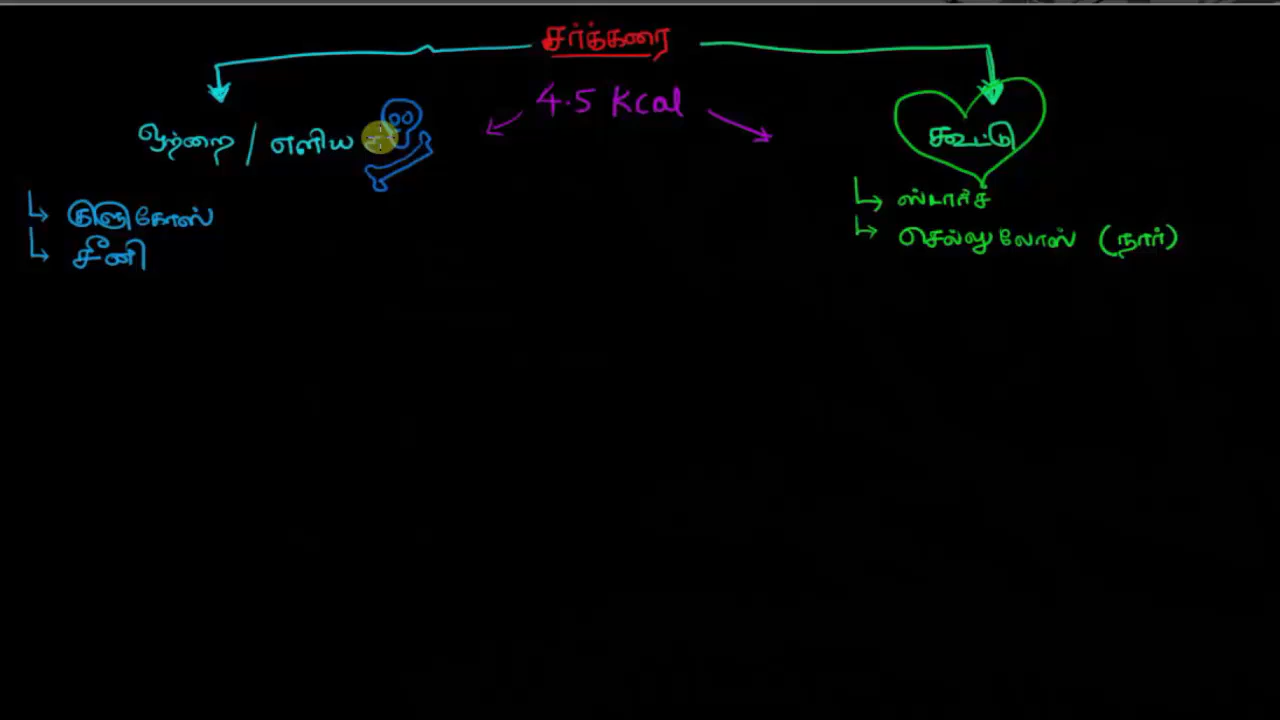 சர்க்கரை
4.5 Kcal
ஒற்றை / எளிய
கூட்டு
குளுகோஸ்
சீனி
ஸ்டார்ச்
செல்லுலோஸ் (நார்)